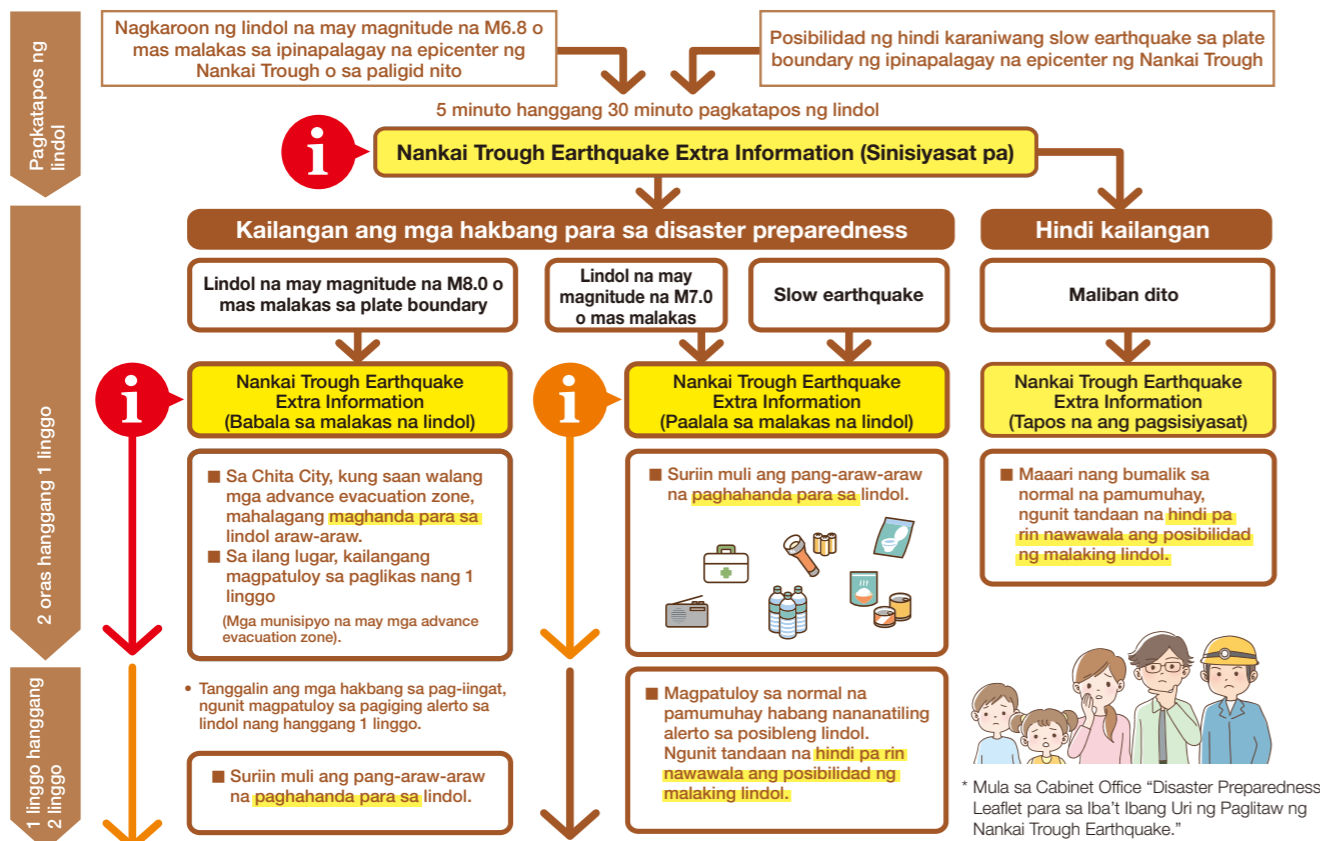 Pagkatapos ng
lindol
Nagkaroon ng lindol na may magnitude na M6.8 o
mas malakas sa ipinapalagay na epicenter ng
Nankai Trough o sa paligid nito
Posibilidad ng hindi karaniwang slow earthquake sa plate
boundary ng ipinapalagay na epicenter ng Nankai Trough
5 minuto hanggang 30 minuto pagkatapos ng lindol
i
Nankai Trough Earthquake Extra Information (Sinisiyasat pa)
2 oras hanggang 1 linggo
Kailangan ang mga hakbang para sa disaster preparedness
Hindi kailangan
Lindol na may magnitude na M8.0 o
mas malakas sa plate boundary
Lindol na may
magnitude na M7.0
o mas malakas
Slow earthquake
Maliban dito
i
Nankai Trough Earthquake
Extra Information
(Babala sa malakas na lindol)
i
Nankai Trough Earthquake
Extra Information
(Paalala sa malakas na lindol)
Nankai Trough Earthquake
Extra Information
(Tapos na ang pagsisiyasat)
■ Sa Chita City, kung saan walang
mga advance evacuation zone,
mahalagang maghanda para sa
lindol araw-araw.
■ Sa ilang lugar, kailangang
magpatuloy sa paglikas nang 1
linggo
(Mga munisipyo na may mga advance
evacuation zone).
■ Suriin muli ang pang-araw-araw
na paghahanda para sa lindol.
■ Maaari nang bumalik sa
normal na pamumuhay,
ngunit tandaan na hindi pa
rin nawawala ang posibilidad
ng malaking lindol.
1 linggo hanggang
2 linggo
• Tanggalin ang mga hakbang sa pag-iingat,
ngunit magpatuloy sa pagiging alerto sa
lindol nang hanggang 1 linggo.
■ Suriin muli ang pang-araw-araw
na paghahanda para sa lindol.
■ Magpatuloy sa normal na
pamumuhay habang nananatiling
alerto sa posibleng lindol.
Ngunit tandaan na hindi pa rin
nawawala ang posibilidad ng
malaking lindol.
* Mula sa Cabinet Office “Disaster Preparedness
Leaflet para sa Iba’t Ibang Uri ng Paglitaw ng
Nankai Trough Earthquake.”